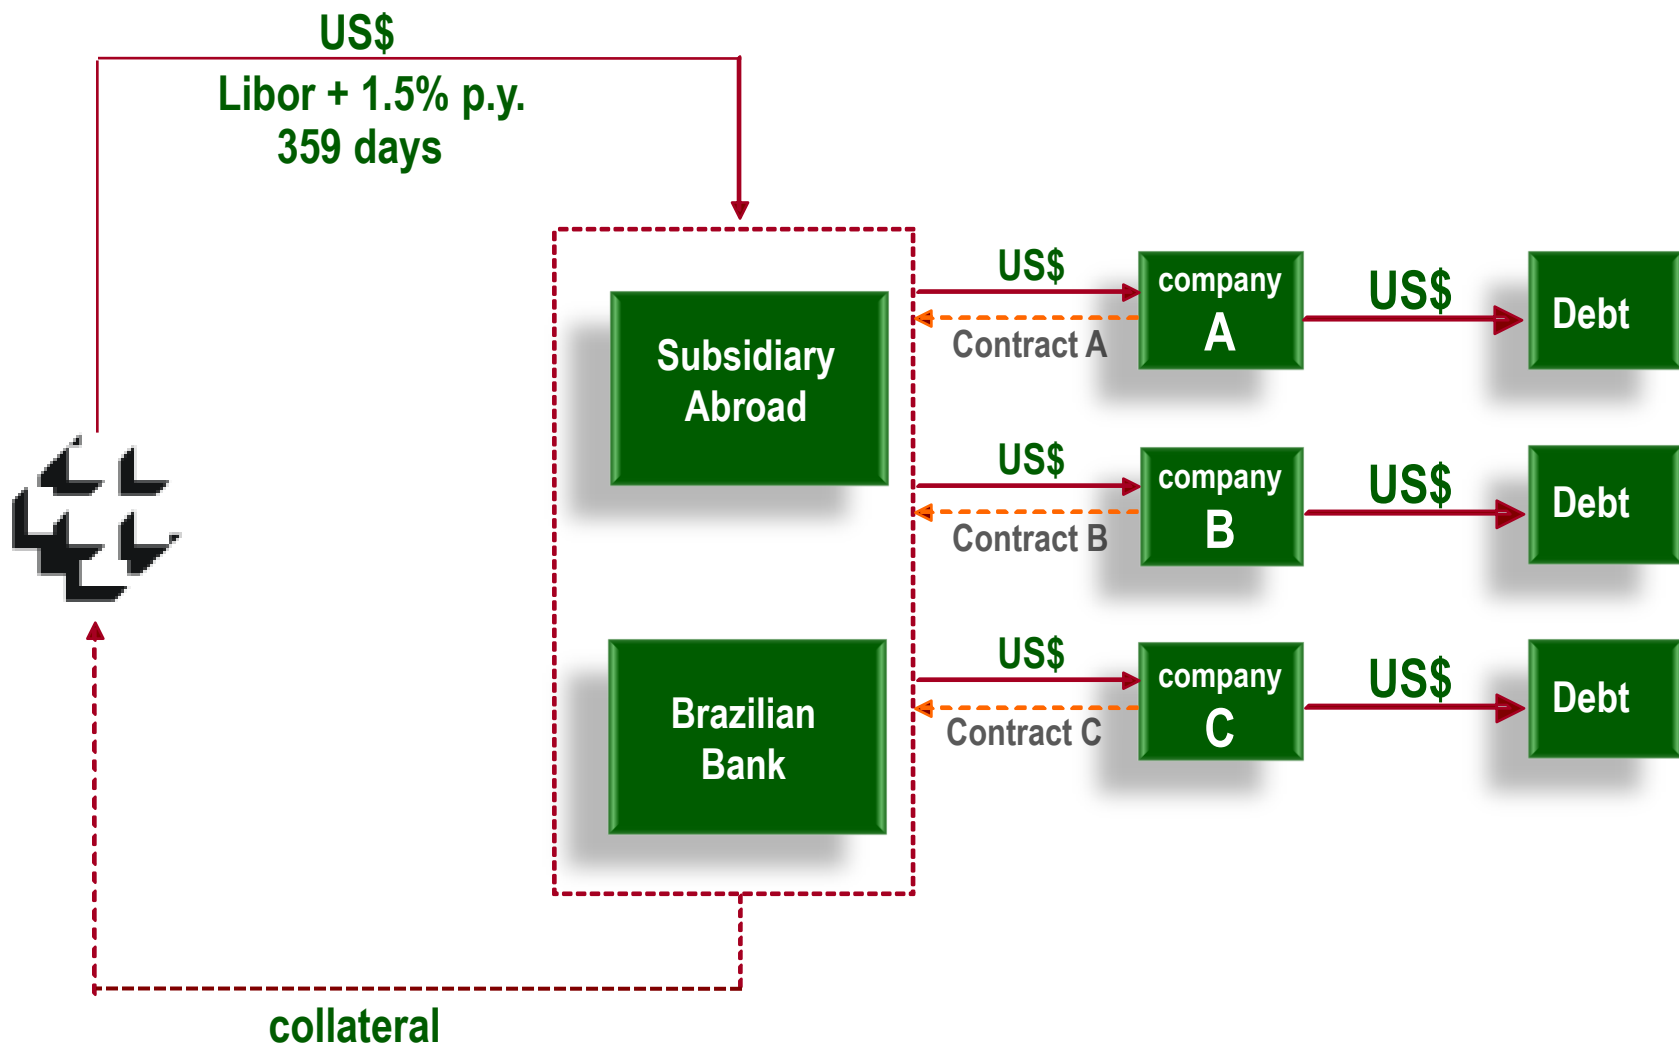 US$
Libor + 1.5% p.y.
359 days
Subsidiary
Abroad
Brazilian
Bank
US$
Contract A
company
A
US$
Debt
US$
Contract B
company
B
US$
Debt
US$
Contract C
company
C
US$
Debt
collateral